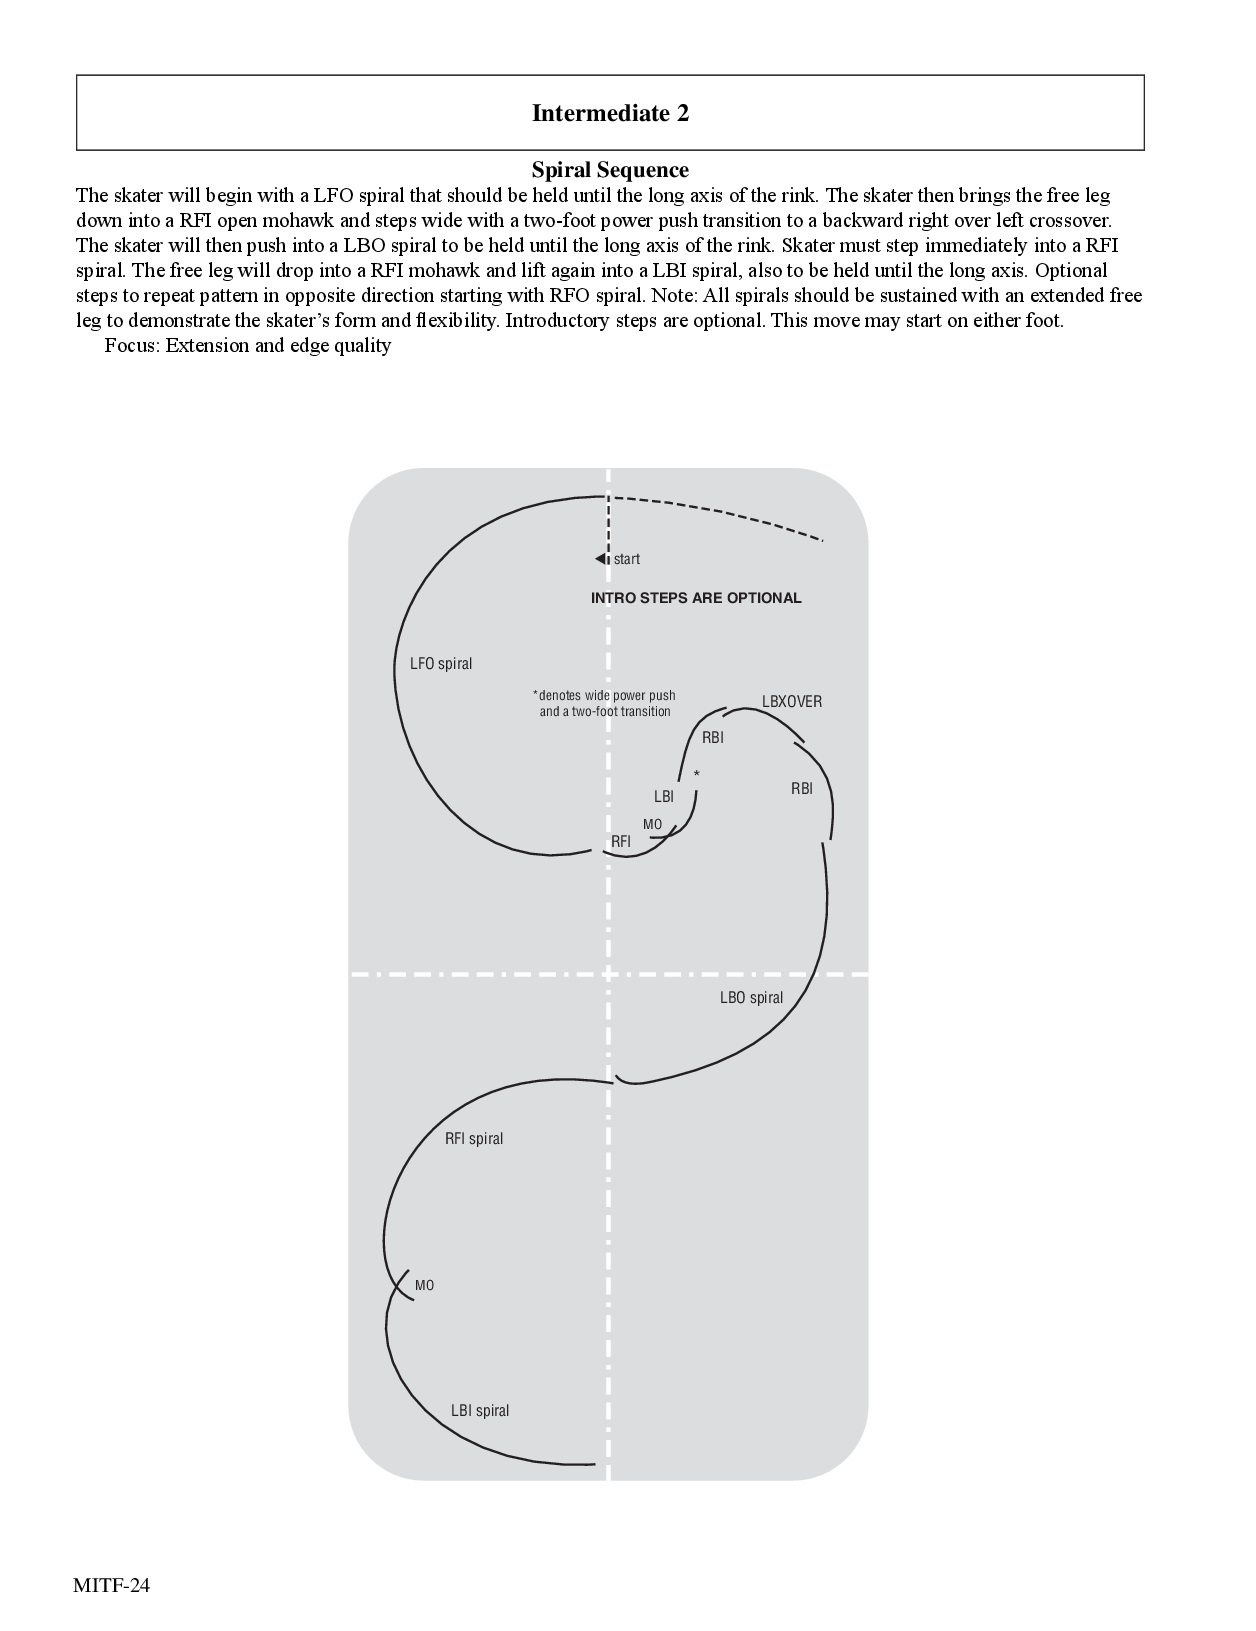 Intermediate 2
Spiral Sequence
The skater will begin with a LFO spiral that should be held until the long axis of the rink. The skater then brings the free leg
down into a RFI open mohawk and steps wide with a two-foot power push transition to a backward right over left crossover.
The skater will then push into a LBO spiral to be held until the long axis of the rink. Skater must step immediately into a RFI
spiral. The free leg will drop into a RFI mohawk and lift again into a LBI spiral, also to be held until the long axis. Optional
steps to repeat pattern in opposite direction starting with RFO spiral. Note: All spirals should be sustained with an extended free
leg to demonstrate the skater's form and flexibility. Introductory steps are optional. This move may start on either foot.
Focus: Extension and edge quality
start
INTRO STEPS ARE OPTIONAL
LFO spiral
*denotes wide power push
and a two-foot transition
LBXOVER
RBI
*
RBI
LBI
MO
RFI
LBO spiral
RFI spiral
MO
LBI spiral
MITF-24